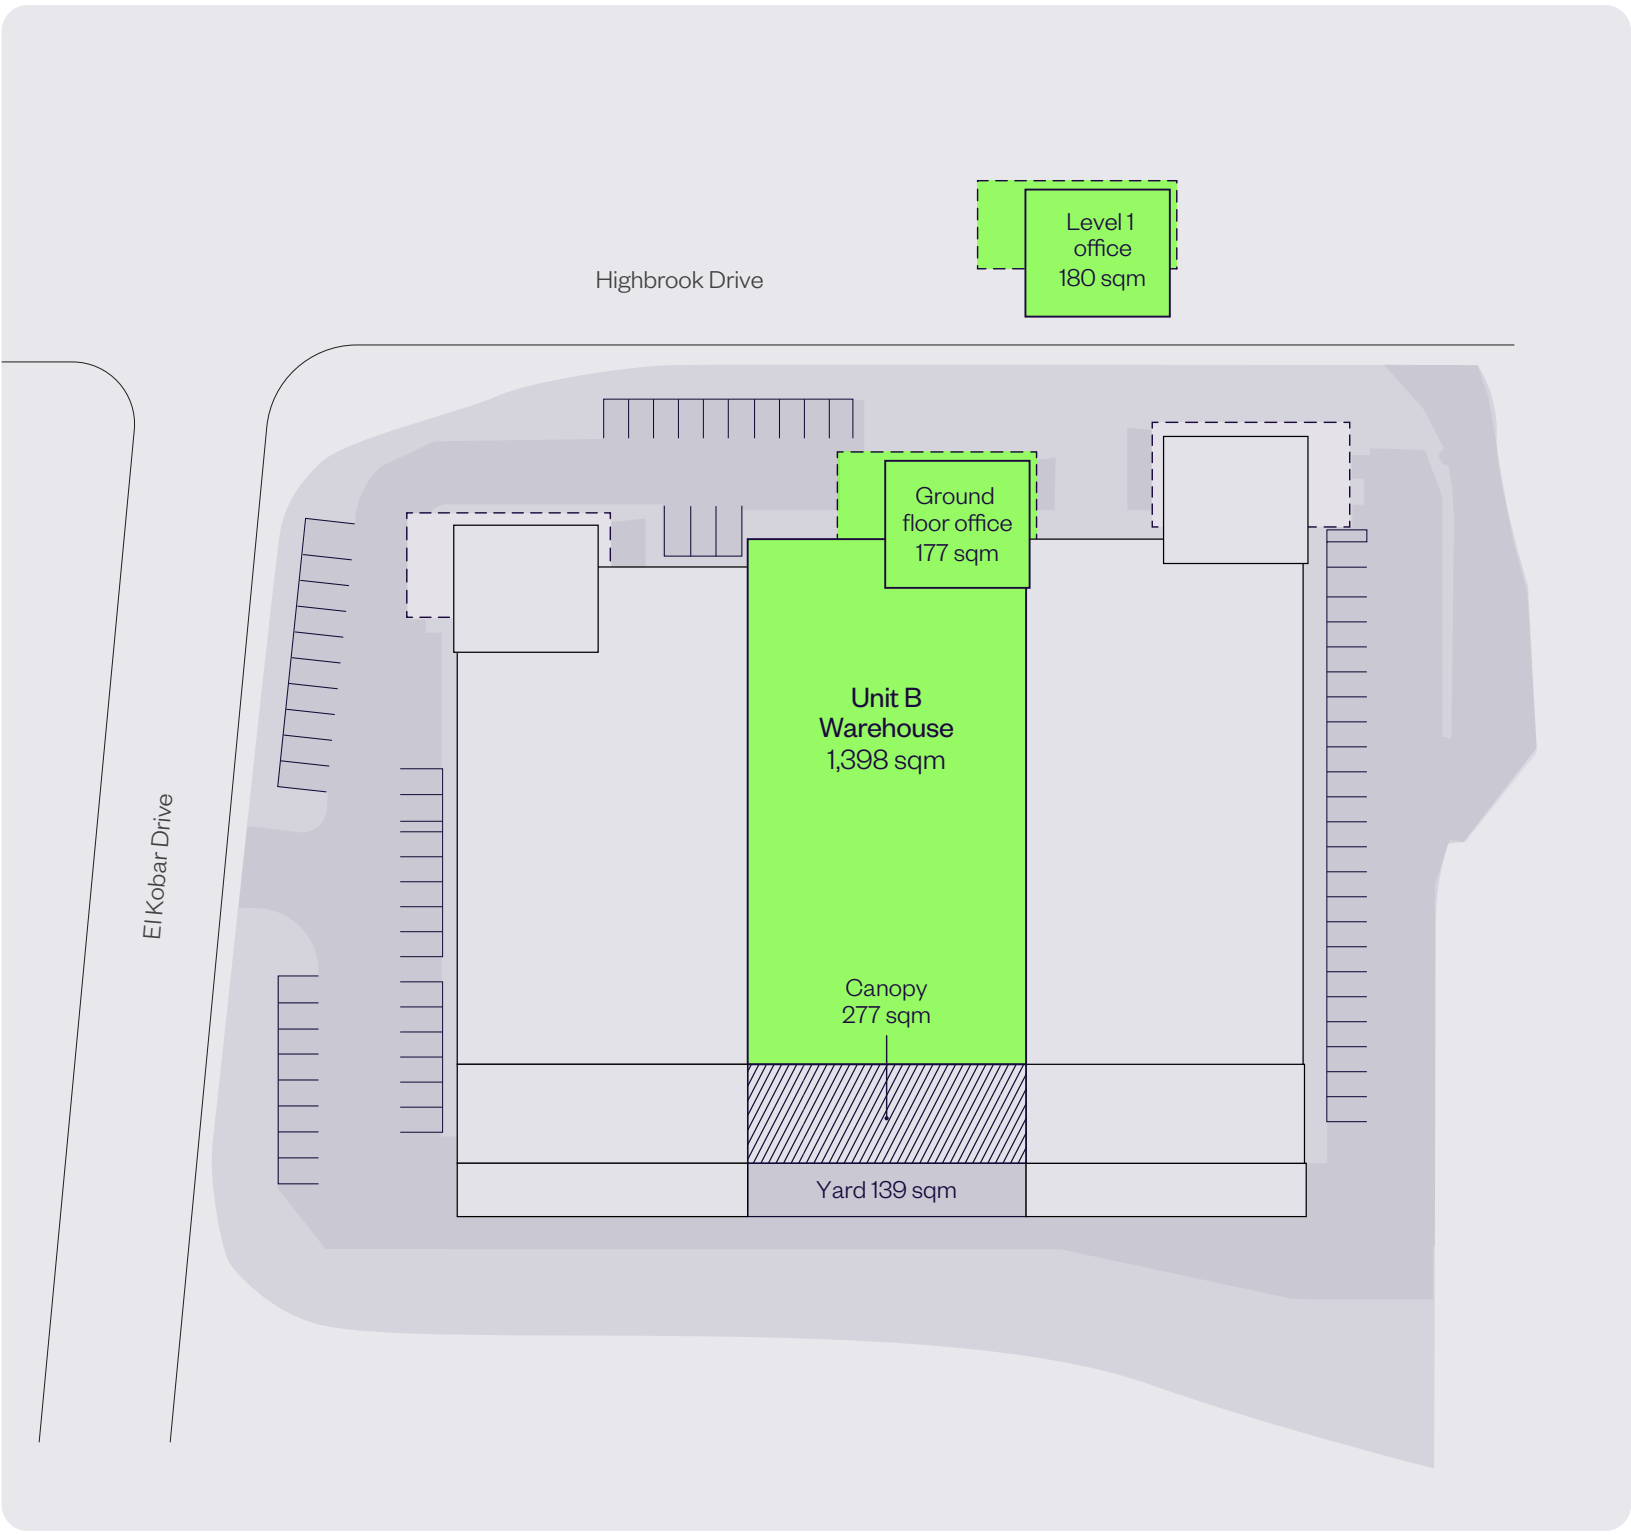 Level 1
office
180 sqm
Highbrook Drive
Ground
floor office
177 sqm
Unit B
Warehouse
1,398 sqm
El Kobar Drive
Canopy
277 sqm
Yard 139 sqm